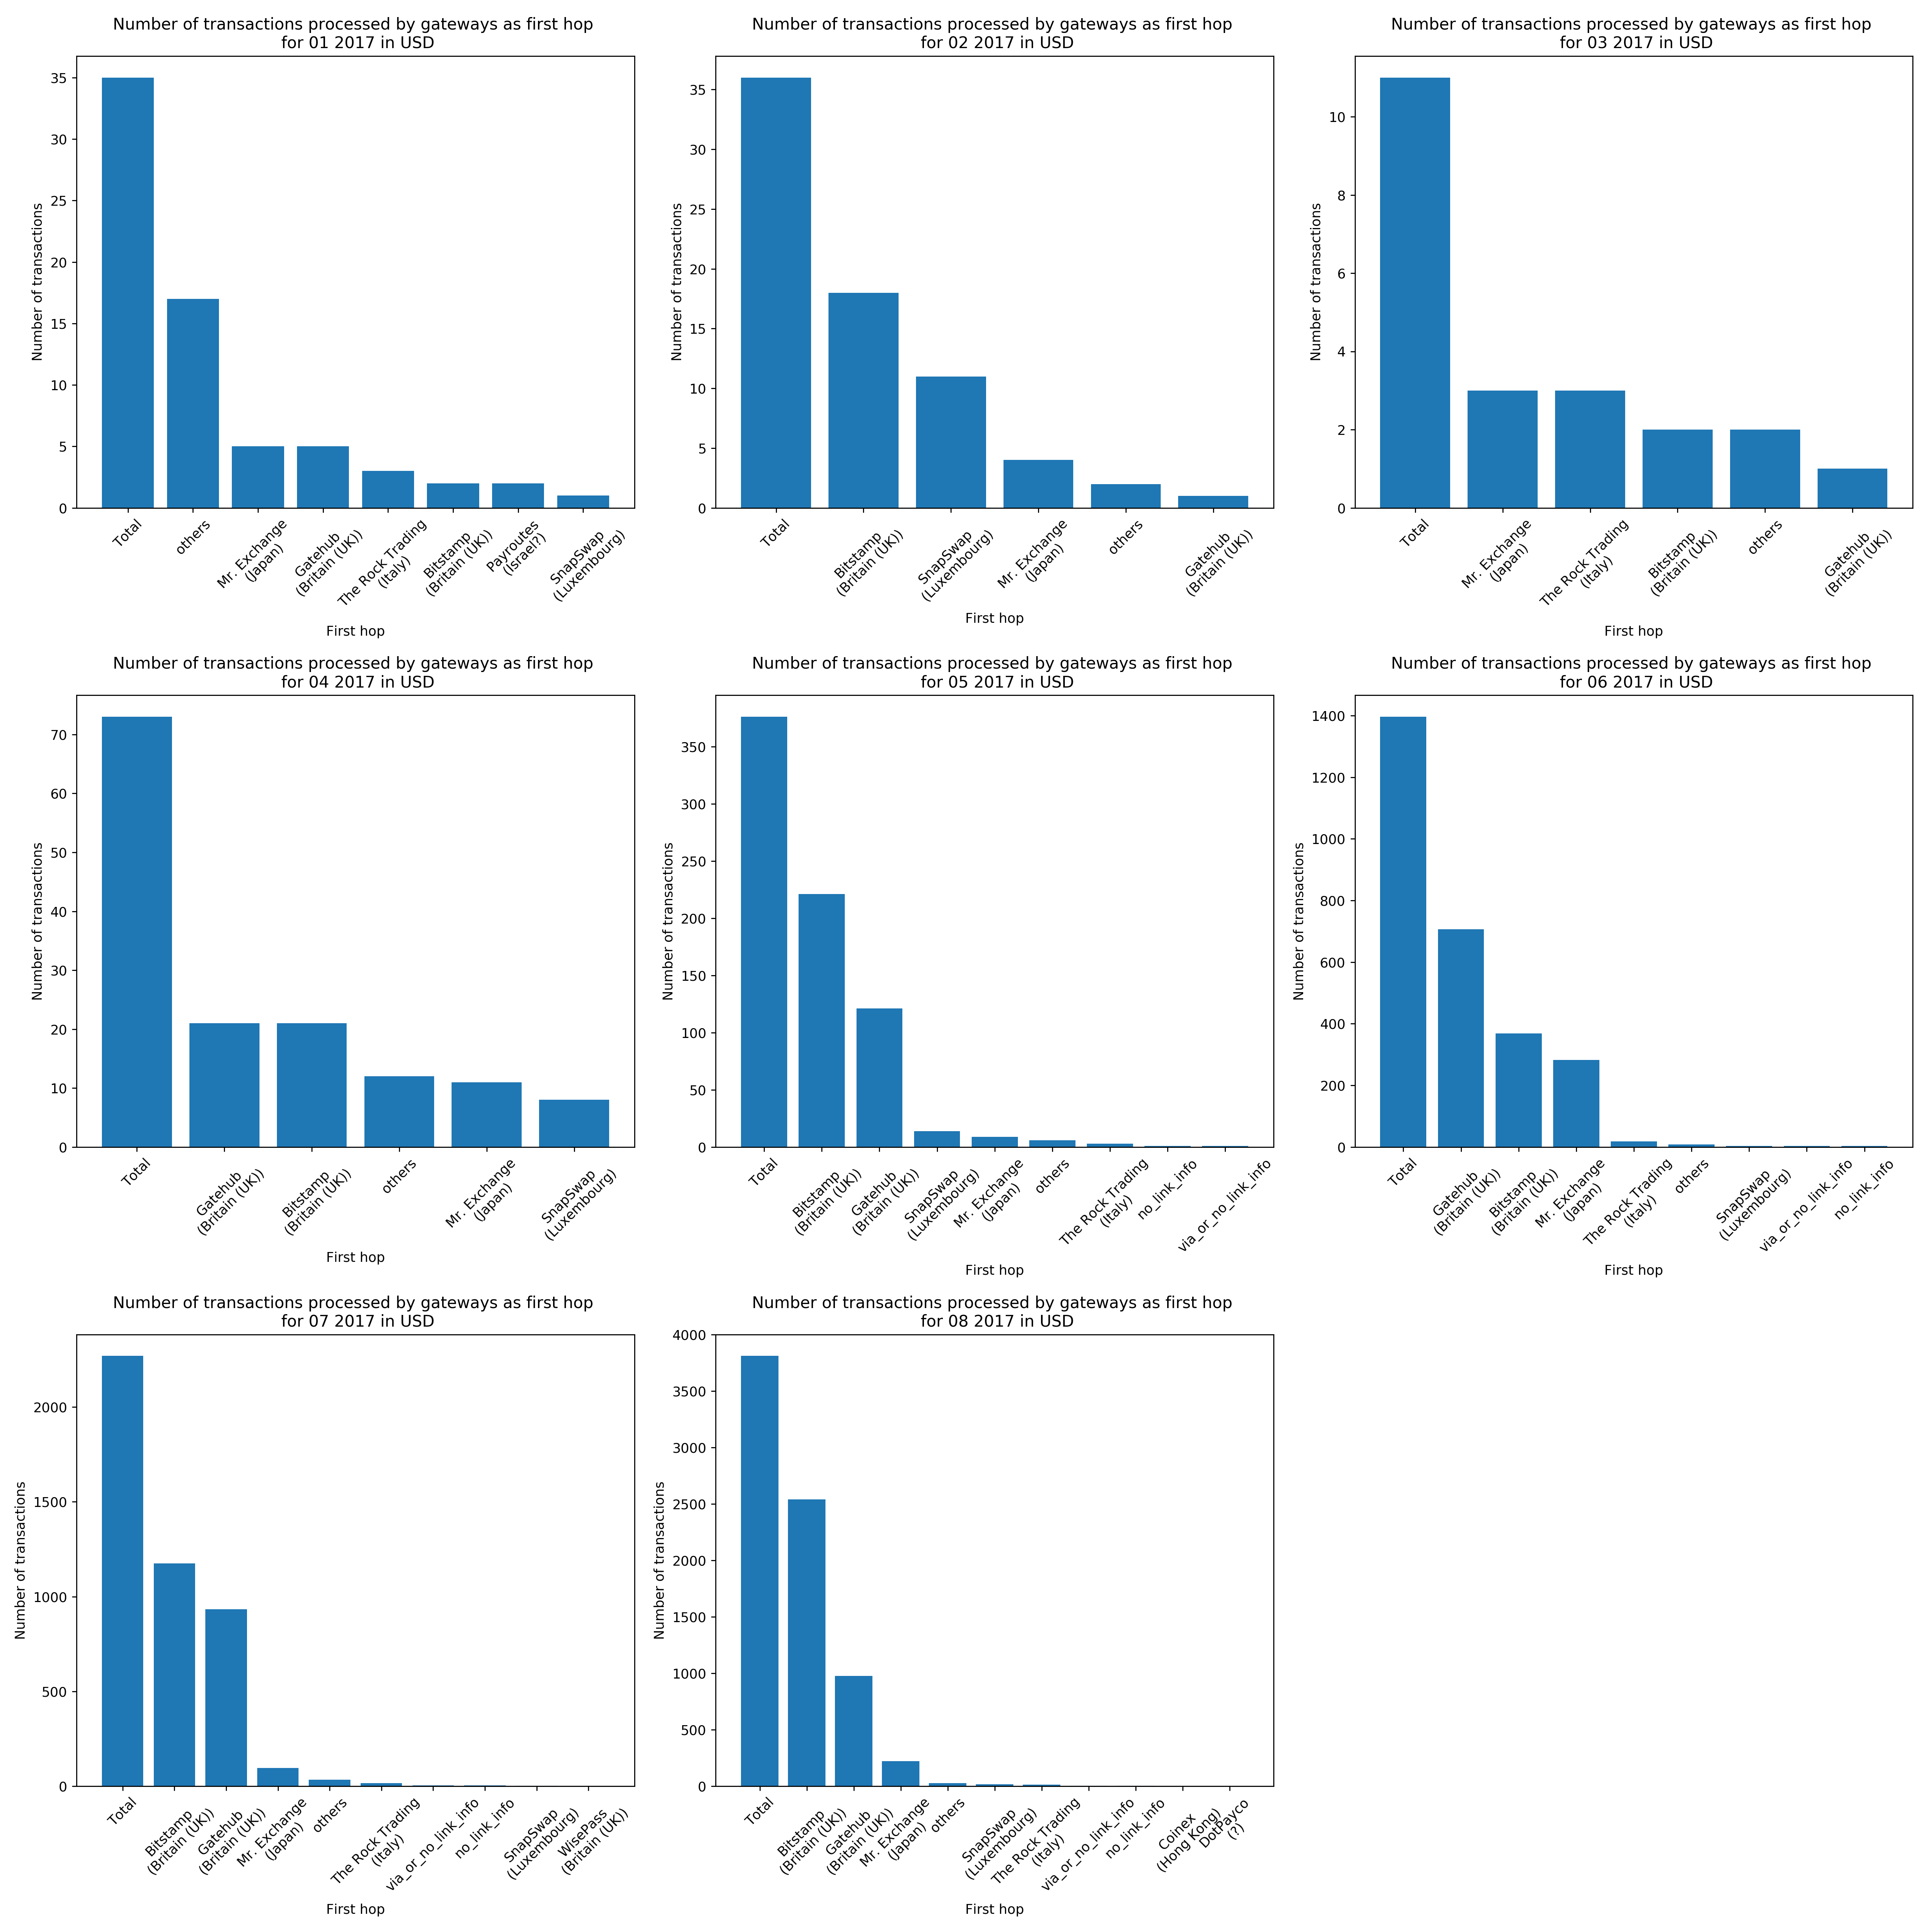 Number of transactions processed by gateways as first hop
for 01 2017 in USD
Number of transactions
35
30
25
20
15
10
5
0
Total
others
Mr. Exchange
(Japan)
Gatehub
(Britain (UK))
The Rock Trading
(Italy)
Bitstamp
(Britain (UK))
Payroutes
(Israel?)
SnapSwap
(Luxembourg)
First hop
Number of transactions processed by gateways as first hop
for 02 2017 in USD
Number of transactions
35
30
25
20
15
10
5
0
Total
Bitstamp
(Britain (UK))
SnapSwap
(Luxembourg)
Mr. Exchange
(Japan)
others
Gatehub
(Britain (UK))
First hop
Number of transactions processed by gateways as first hop
for 03 2017 in USD
Number of transactions
10
8
6
4
2
0
Total
Mr. Exchange
(Japan)
The Rock Trading
(Italy)
Bitstamp
(Britain (UK))
others
Gatehub
(Britain (UK))
First hop
Number of transactions processed by gateways as first hop
for 04 2017 in USD
Number of transactions
70
60
50
40
30
20
10
0
Total
Gatehub
(Britain (UK))
Bitstamp
(Britain (UK))
others
Mr. Exchange
(Japan)
SnapSwap
(Luxembourg)
First hop
Number of transactions processed by gateways as first hop
for 05 2017 in USD
Number of transactions
350
300
250
200
150
100
50
0
Total
Bitstamp
(Britain (UK))
Gatehub
(Britain (UK))
SnapSwap
(Luxembourg)
Mr. Exchange
(Japan)
others
The Rock Trading
(Italy)
no_link_info
via_or_no_link_info
First hop
Number of transactions processed by gateways as first hop
for 06 2017 in USD
Number of transactions
1400
1200
1000
800
600
400
200
0
Total
Gatehub
(Britain (UK))
Bitstamp
(Britain (UK))
Mr. Exchange
(Japan)
The Rock Trading
(Italy)
others
SnapSwap
(Luxembourg)
via_or_no_link_info
no_link_info
First hop
Number of transactions processed by gateways as first hop
for 07 2017 in USD
Number of transactions
2000
1500
1000
500
0
Total
Bitstamp
(Britain (UK))
Gatehub
(Britain (UK))
Mr. Exchange
(Japan)
others
The Rock Trading
(Italy)
via_or_no_link_info
no_link_info
SnapSwap
(Luxembourg)
WisePass
(Britain (UK))
First hop
Number of transactions processed by gateways as first hop
for 08 2017 in USD
Number of transactions
4000
3500
3000
2500
2000
1500
1000
500
0
Total
Bitstamp
(Britain (UK))
Gatehub
(Britain (UK))
Mr. Exchange
(Japan)
others
SnapSwap
(Luxembourg)
The Rock Trading
(Italy)
via_or_no_link_info
no_link_info
Coinex
(Hong Kong)
DotPayco
(?)
First hop